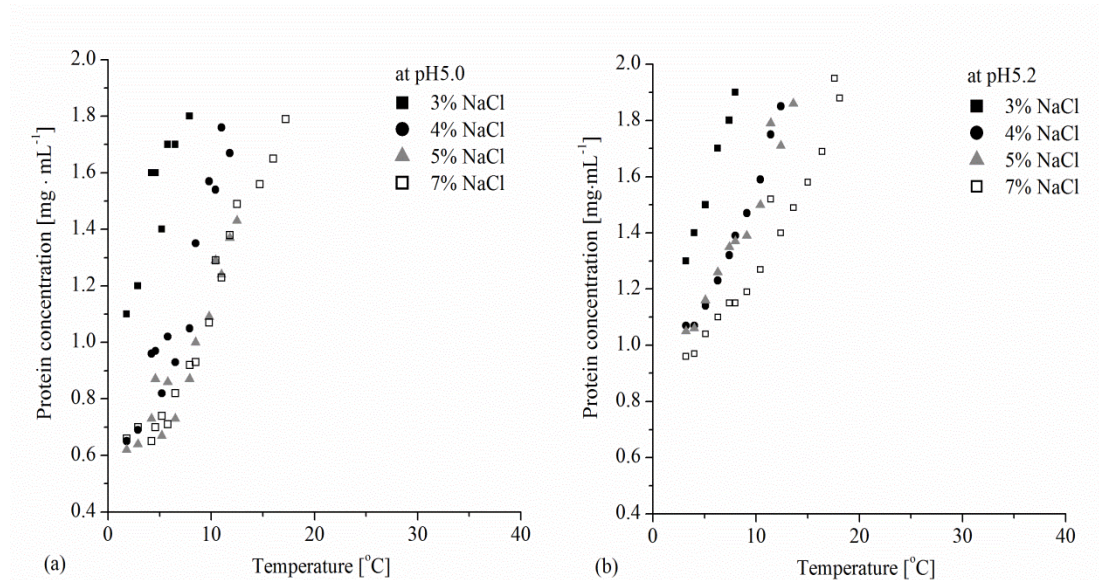 at pH5.0
3% NaCl
4% NaCl
5% NaCl
7% NaCl
Protein concentration [mg · mL⁻¹]
2.0
1.8
1.6
1.4
1.2
1.0
0.8
0.6
0.4
0
10
20
30
40
(a)
Temperature [°C]
at pH5.2
3% NaCl
4% NaCl
5% NaCl
7% NaCl
Protein concentration [mg·mL⁻¹]
2.0
1.8
1.6
1.4
1.2
1.0
0.8
0.6
0.4
0
10
20
30
40
(b)
Temperature [°C]